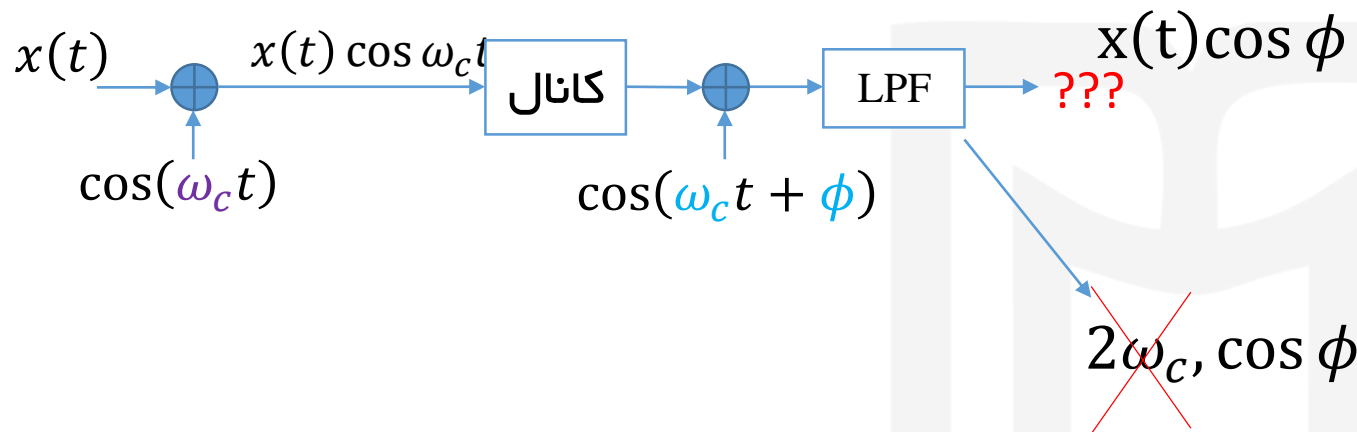 x(t)cos ϕ
x(t)
x(t) cos ω_c t
کانال
LPF
???
cos(ω_c t)
cos(ω_c t + ϕ)
2ω_c, cos ϕ